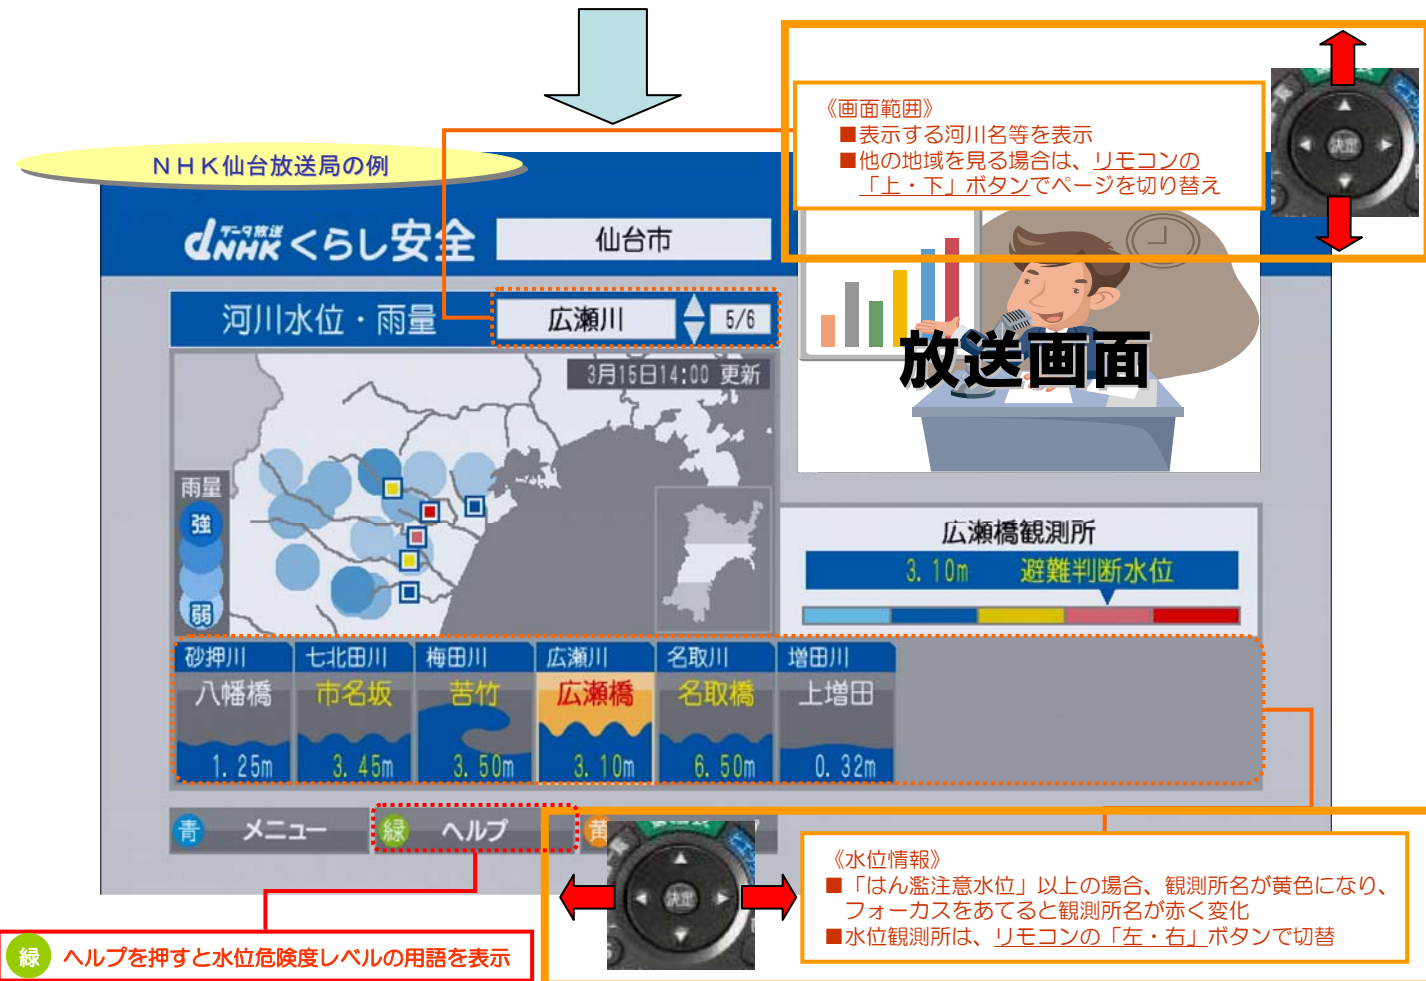 《画面範囲》
■表示する河川名等を表示
■他の地域を見る場合は、リモコンの
「上・下」ボタンでページを切り替え
決定
NHK仙台放送局の例
データ放送
dNHK くらし安全
仙台市
河川水位・雨量
広瀬川
5/6
放送画面
3月15日14:00 更新
雨量
強
弱
広瀬橋観測所
3.10m 避難判断水位
砂押川 七北田川 梅田川 広瀬川 名取川 増田川
八幡橋 市名坂 苦竹 広瀬橋 名取橋 上増田
1.25m 3.45m 3.50m 3.10m 6.50m 0.32m
青 メニュー
緑 ヘルプ
黄
決定
《水位情報》
■「はん濫注意水位」以上の場合、観測所名が黄色になり、
フォーカスをあてると観測所名が赤く変化
■水位観測所は、リモコンの「左・右」ボタンで切替
緑 ヘルプを押すと水位危険度レベルの用語を表示